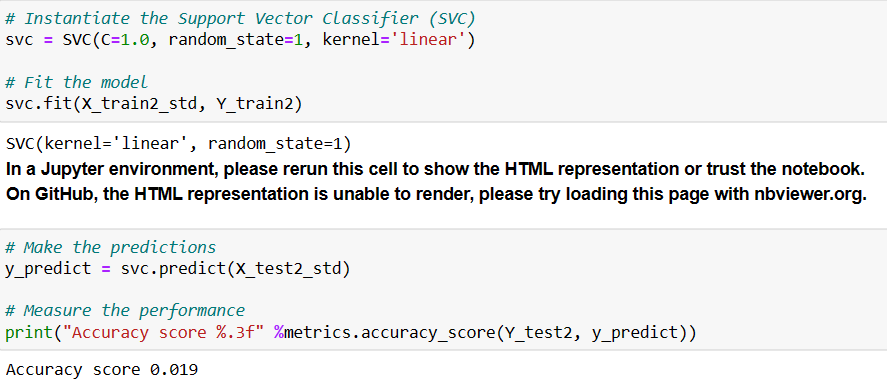 # Instantiate the Support Vector Classifier (SVC)
svc = SVC(C=1.0, random_state=1, kernel='linear')
# Fit the model
svc.fit(X_train2_std, Y_train2)
SVC(kernel='linear', random_state=1)
In a Jupyter environment, please rerun this cell to show the HTML representation or trust the notebook.
On GitHub, the HTML representation is unable to render, please try loading this page with nbviewer.org.
# Make the predictions
y_predict = svc.predict(X_test2_std)
# Measure the performance
print("Accuracy score %.3f" %metrics.accuracy_score(Y_test2, y_predict))
Accuracy score 0.019